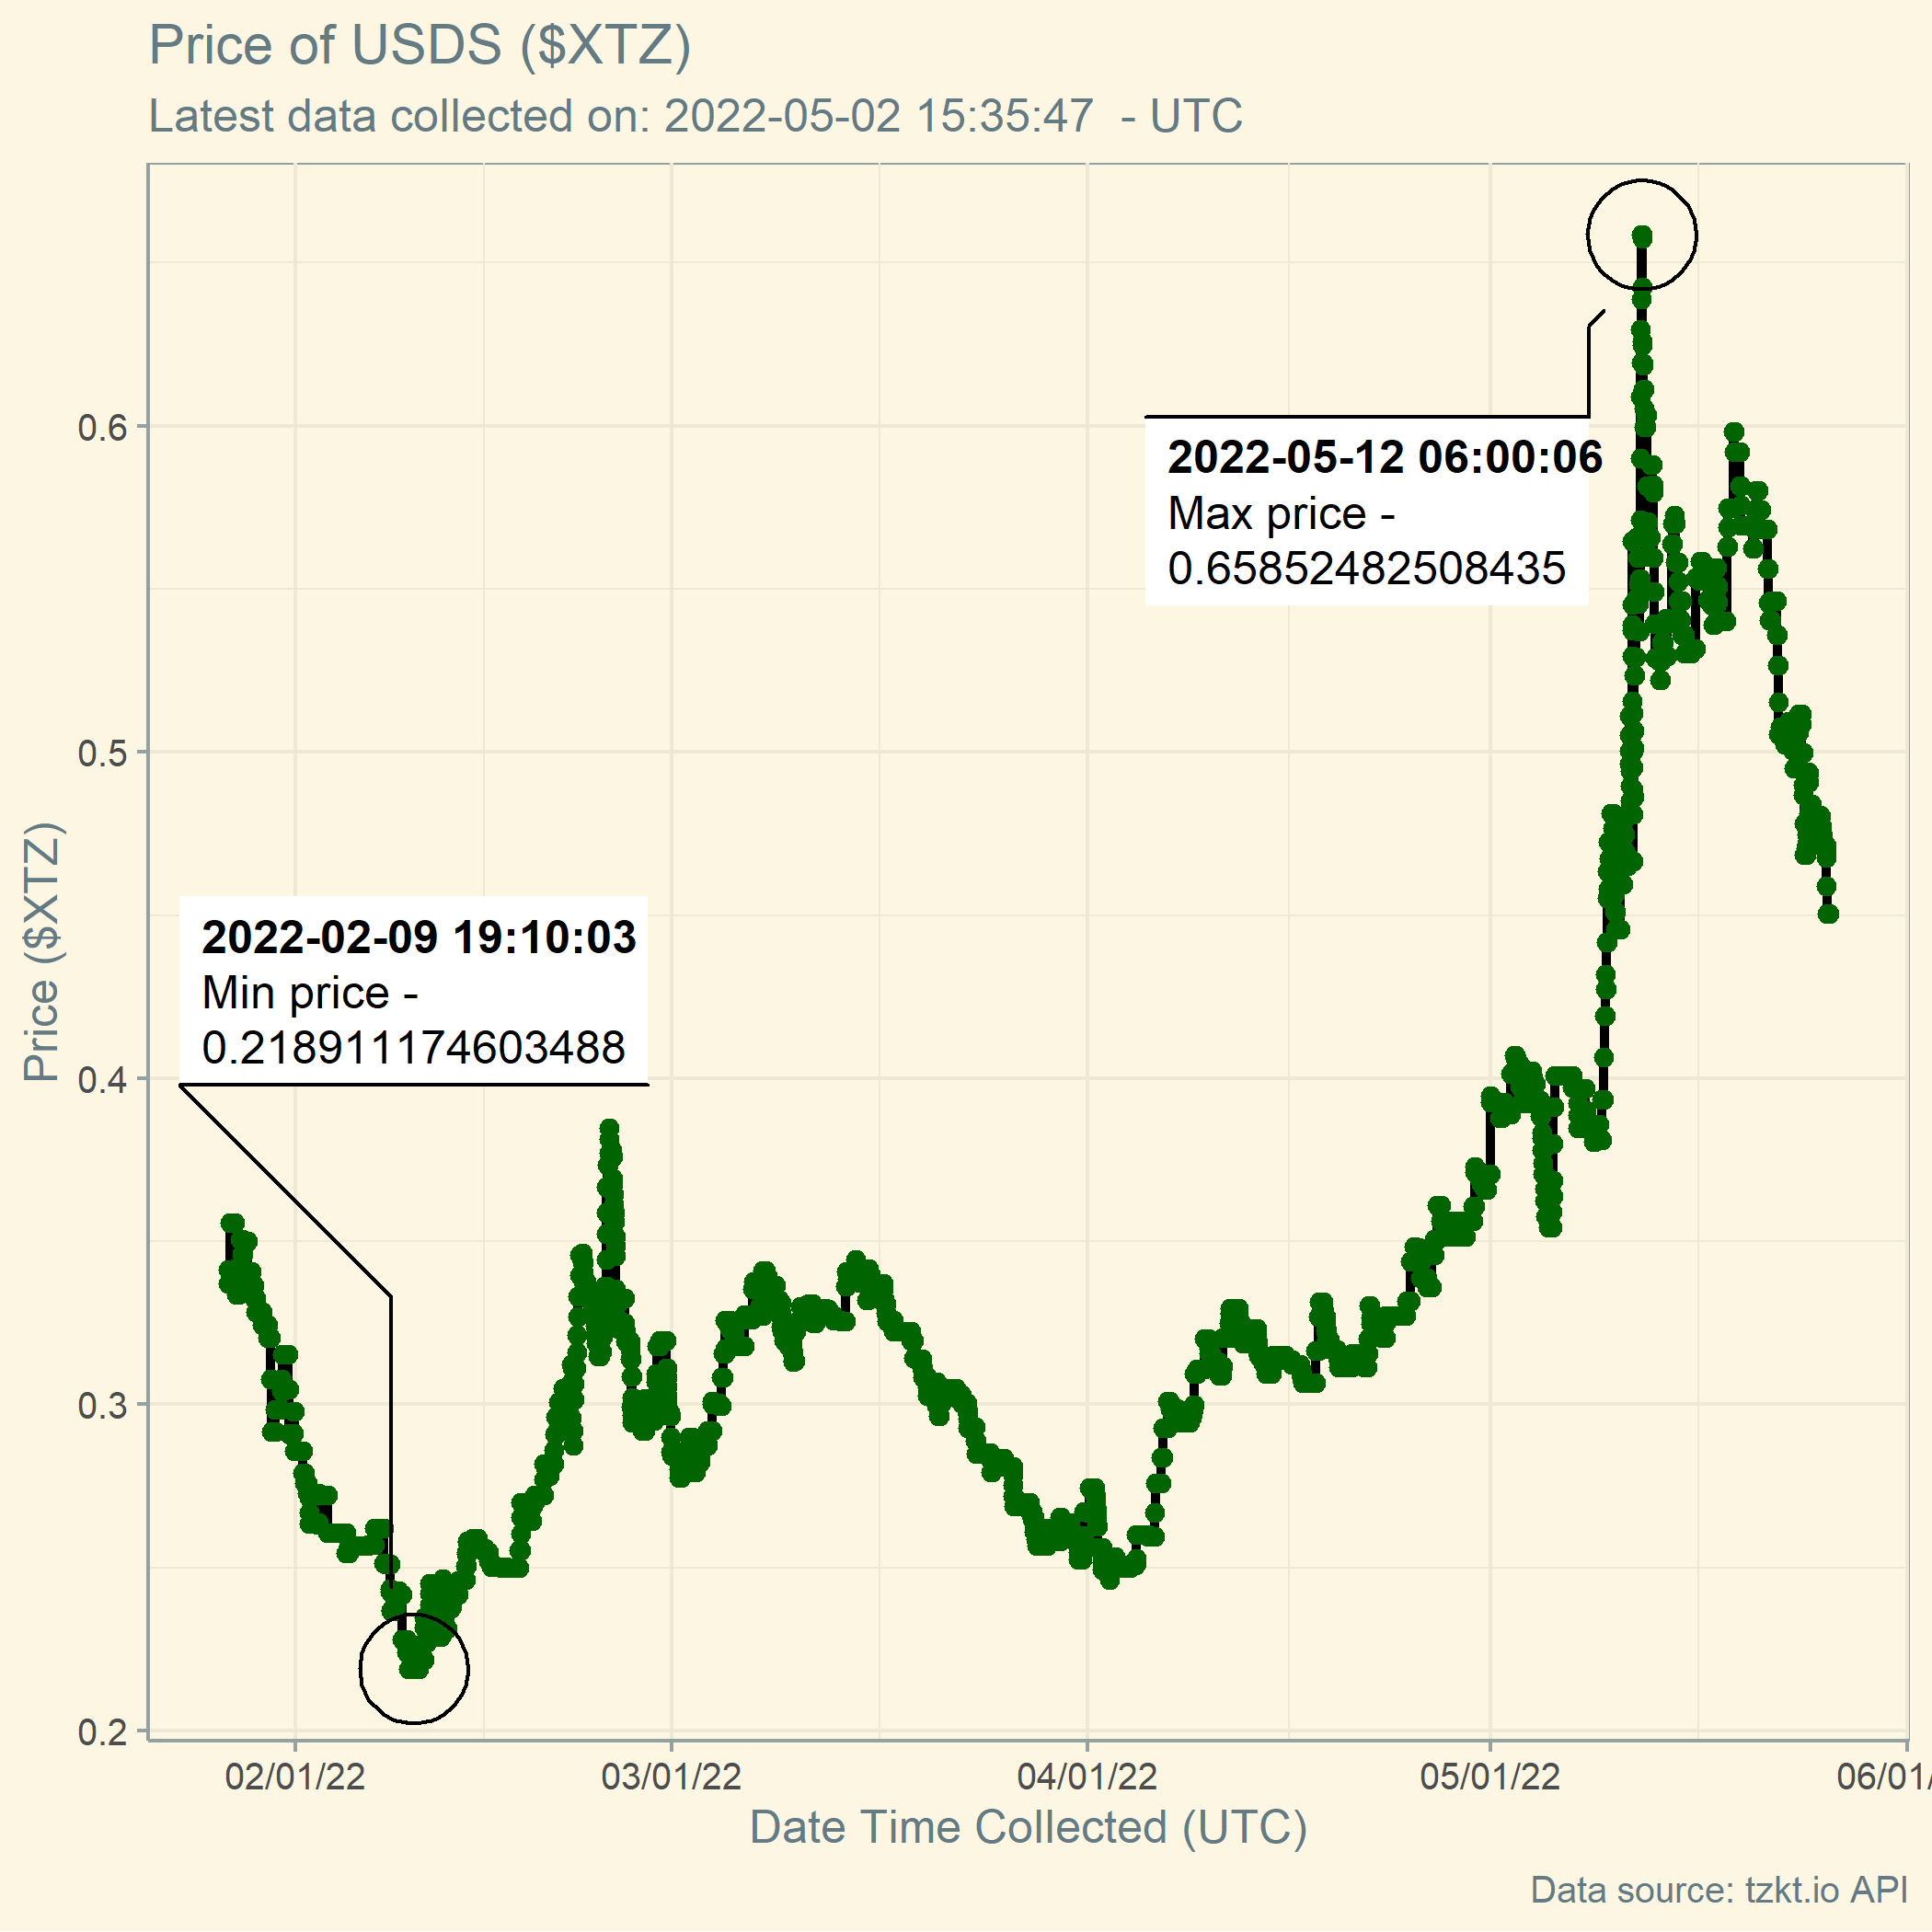 Price of USDS ($XTZ)
Latest data collected on: 2022-05-02 15:35:47  - UTC
0.6
2022-05-12 06:00:06
Max price -
0.65852482508435
0.5
Price ($XTZ)
2022-02-09 19:10:03
Min price -
0.218911174603488
0.4
0.3
0.2
02/01/22 03/01/22 04/01/22 05/01/22 06/01/
Date Time Collected (UTC)
Data source: tzkt.io API